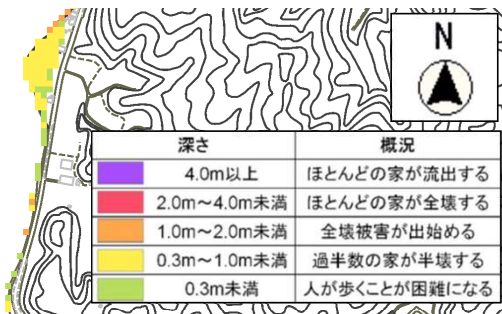 N
深さ 概況
4.0m以上 ほとんどの家が流出する
2.0m～4.0m未満 ほとんどの家が全壊する
1.0m～2.0m未満 全壊被害が出始める
0.3m～1.0m未満 過半数の家が半壊する
0.3m未満 人が歩くことが困難になる